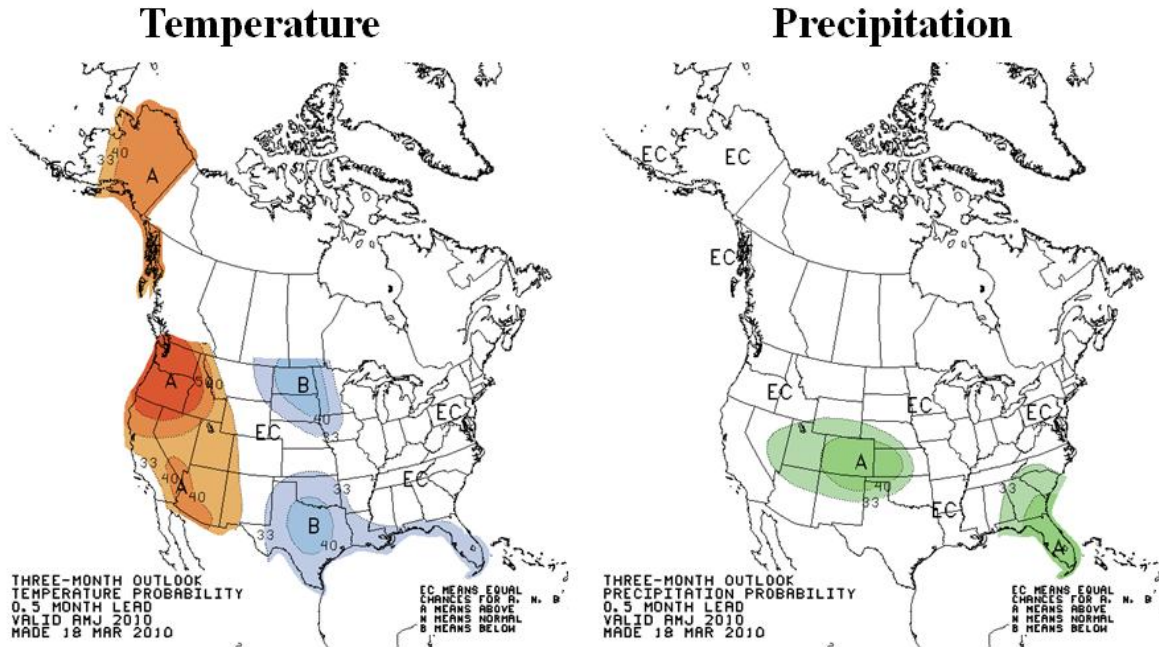 Temperature
Precipitation
40
33
EC
A
A
50
40
B
40
33
EC
33
40
A
40
33
EC
33
B
40
THREE-MONTH OUTLOOK
TEMPERATURE PROBABILITY
0.5 MONTH LEAD
VALID AMJ 2010
MADE 18 MAR 2010
EC MEANS EQUAL
CHANCES FOR A, N, B
A MEANS ABOVE
N MEANS NORMAL
B MEANS BELOW
EC
EC
EC
EC
EC
EC
A
40
33
33
EC
A
THREE-MONTH OUTLOOK
PRECIPITATION PROBABILITY
0.5 MONTH LEAD
VALID AMJ 2010
MADE 18 MAR 2010
EC MEANS EQUAL
CHANCES FOR A, N, B
A MEANS ABOVE
N MEANS NORMAL
B MEANS BELOW